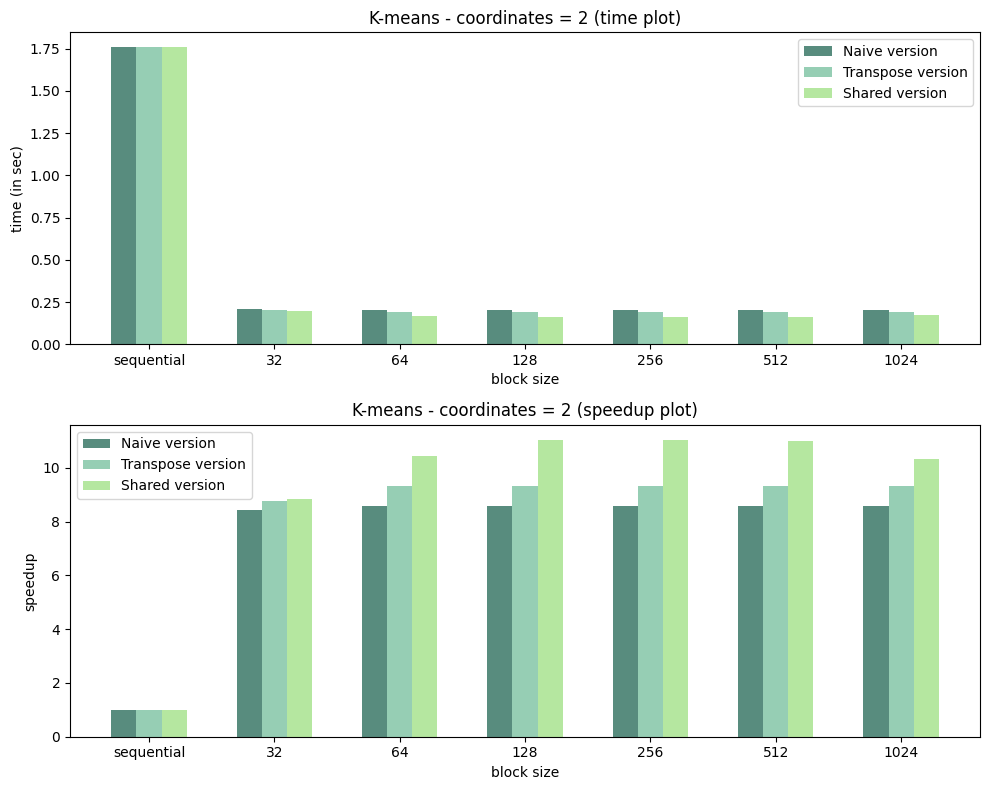 K-means - coordinates = 2 (time plot)
Naive version
Transpose version
Shared version
time (in sec)
1.75
1.50
1.25
1.00
0.75
0.50
0.25
0.00
sequential 32 64 128 256 512 1024
block size
K-means - coordinates = 2 (speedup plot)
Naive version
Transpose version
Shared version
speedup
10
8
6
4
2
0
sequential 32 64 128 256 512 1024
block size